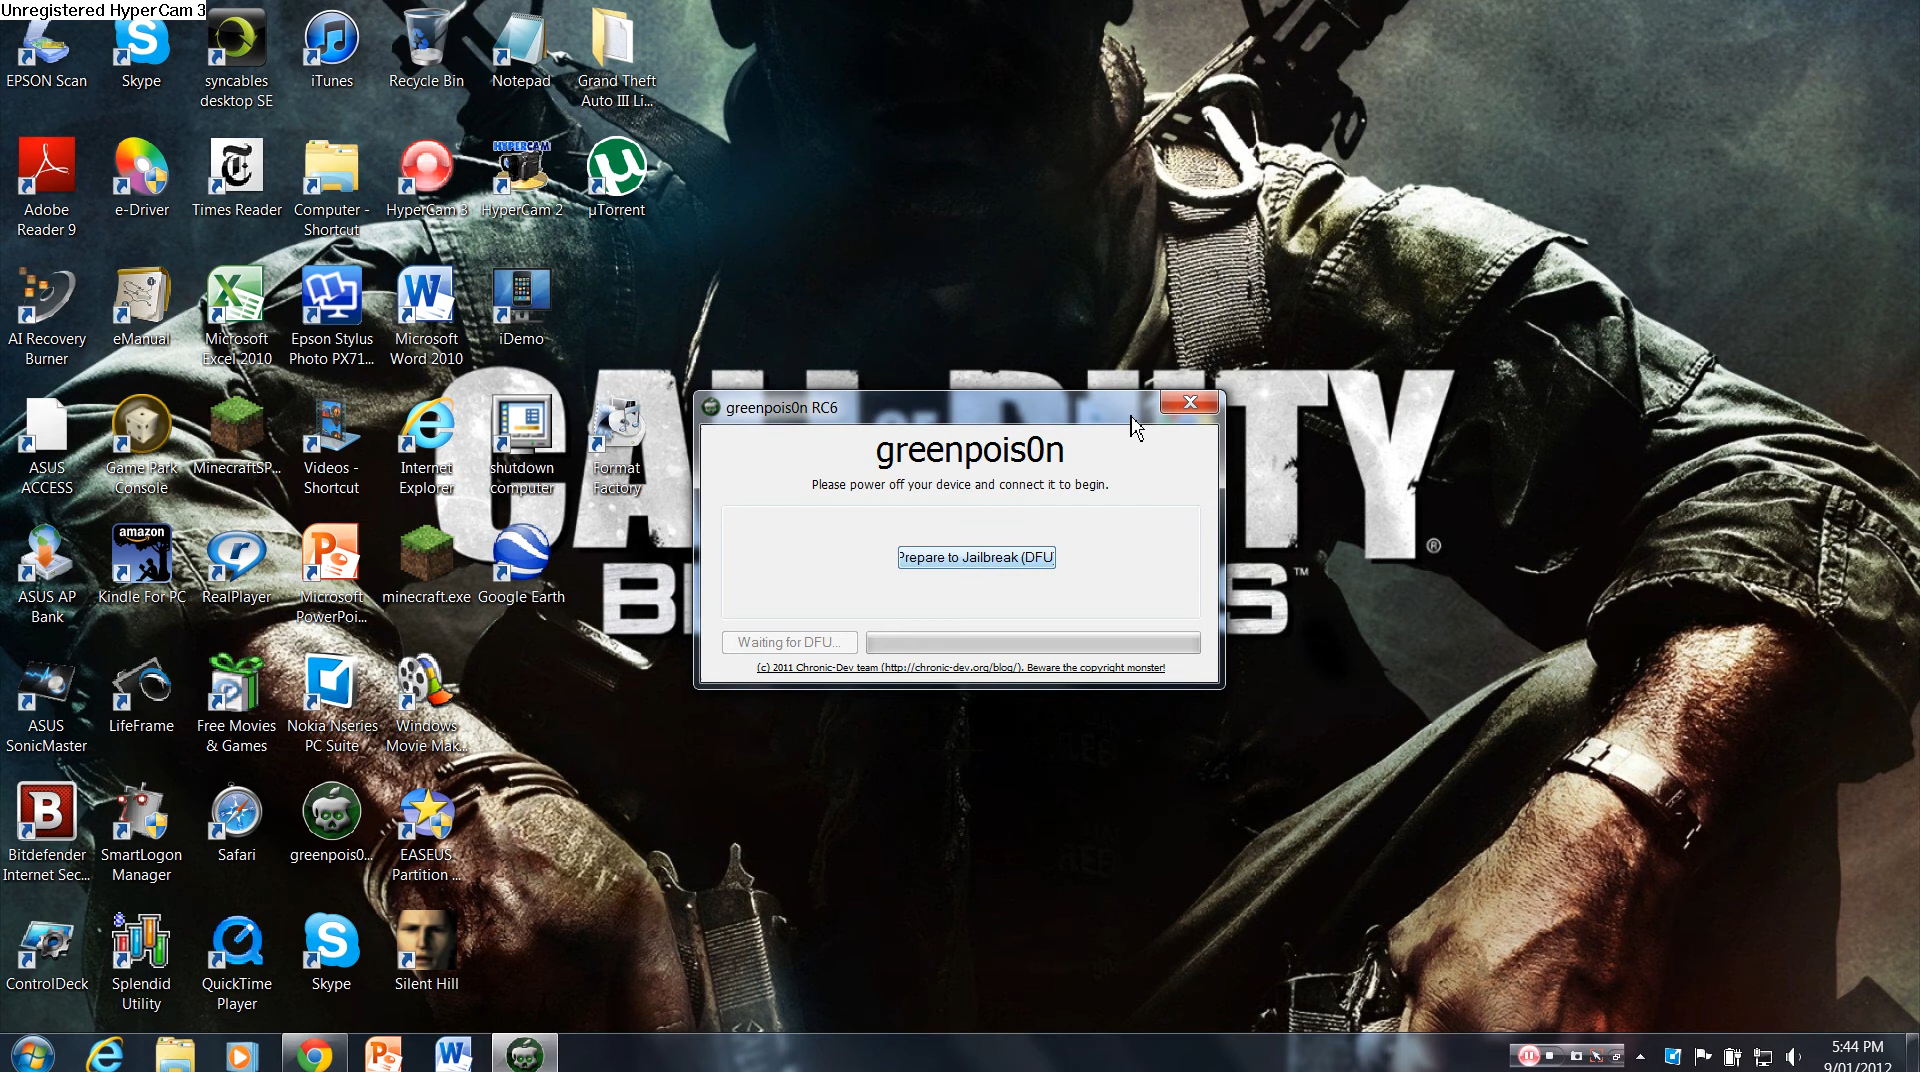 Unregistered HyperCam 3
EPSON Scan
Skype
syncables
desktop SE
iTunes
Recycle Bin
Notepad
Grand Theft
Auto III Li...
Adobe
Reader 9
e-Driver
Times Reader
Computer -
Shortcut
HyperCam 3
HYPERCAM
HyperCam 2
µTorrent
AI Recovery
Burner
eManual
Microsoft
Excel 2010
Epson Stylus
Photo PX71...
Microsoft
Word 2010
iDemo
ASUS
ACCESS
Game Park
Console
MinecraftSP...
Videos -
Shortcut
Internet
Explorer
shutdown
computer
Format
Factory
ASUS AP
Bank
amazon
Kindle For PC
RealPlayer
Microsoft
PowerPoi...
minecraft.exe
Google Earth
ASUS
SonicMaster
LifeFrame
Free Movies
& Games
Nokia Nseries
PC Suite
Windows
Movie Mak...
Bitdefender
Internet Sec...
SmartLogon
Manager
Safari
greenpois0...
EASEUS
Partition ...
ControlDeck
Splendid
Utility
QuickTime
Player
Skype
Silent Hill
greenpois0n RC6
greenpois0n
Please power off your device and connect it to begin.
Prepare to Jailbreak (DFU)
Waiting for DFU...
(c) 2011 Chronic-Dev team (http://chronic-dev.org/blog/). Beware the copyright monster!
®
™
5:44 PM
9/01/2012